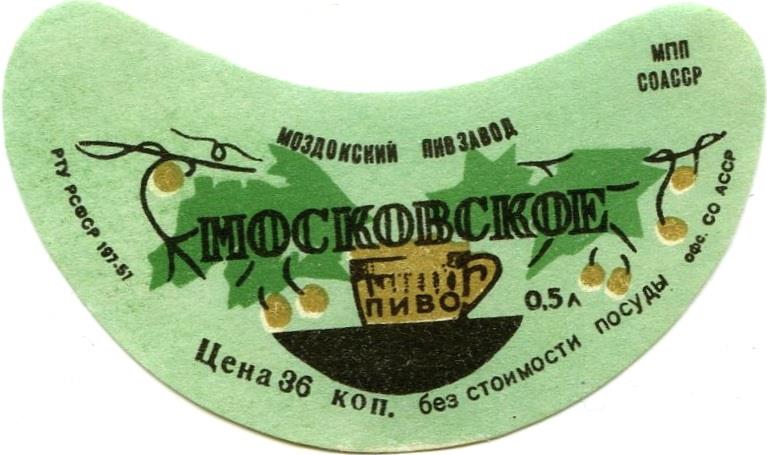 МПП
СОАССР
МОЗДОКСКИЙ ПИВЗАВОД
РТУ РСФСР 197-51
МОСКОВСКОЕ
ПИВО
0,5 л
офс. СО АССР
Цена 36 коп. без стоимости посуды